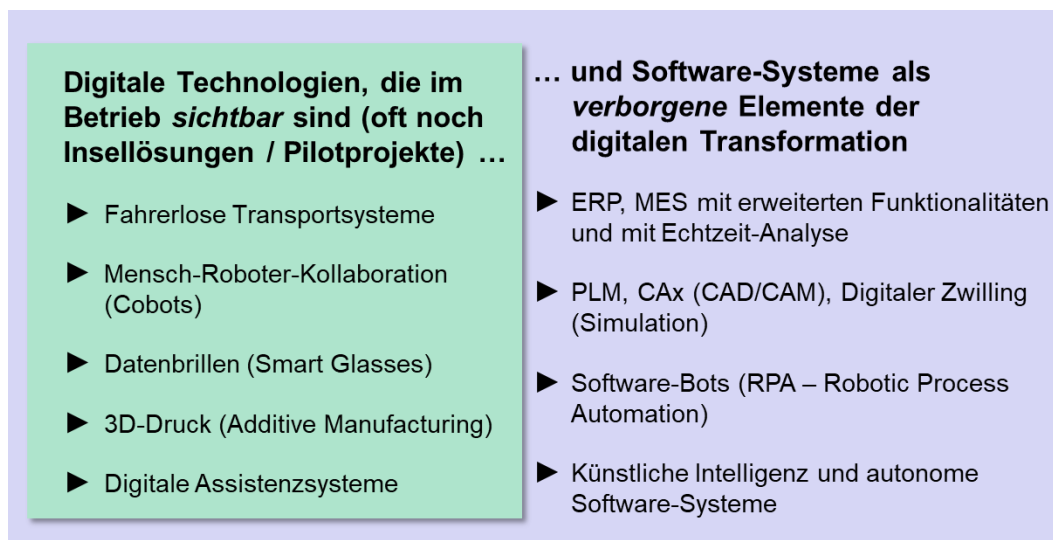 Digitale Technologien, die im
Betrieb sichtbar sind (oft noch
Insellösungen / Pilotprojekte) …
► Fahrerlose Transportsysteme
► Mensch-Roboter-Kollaboration
(Cobots)
► Datenbrillen (Smart Glasses)
► 3D-Druck (Additive Manufacturing)
► Digitale Assistenzsysteme
… und Software-Systeme als
verborgene Elemente der
digitalen Transformation
► ERP, MES mit erweiterten Funktionalitäten
und mit Echtzeit-Analyse
► PLM, CAx (CAD/CAM), Digitaler Zwilling
(Simulation)
► Software-Bots (RPA – Robotic Process
Automation)
► Künstliche Intelligenz und autonome
Software-Systeme